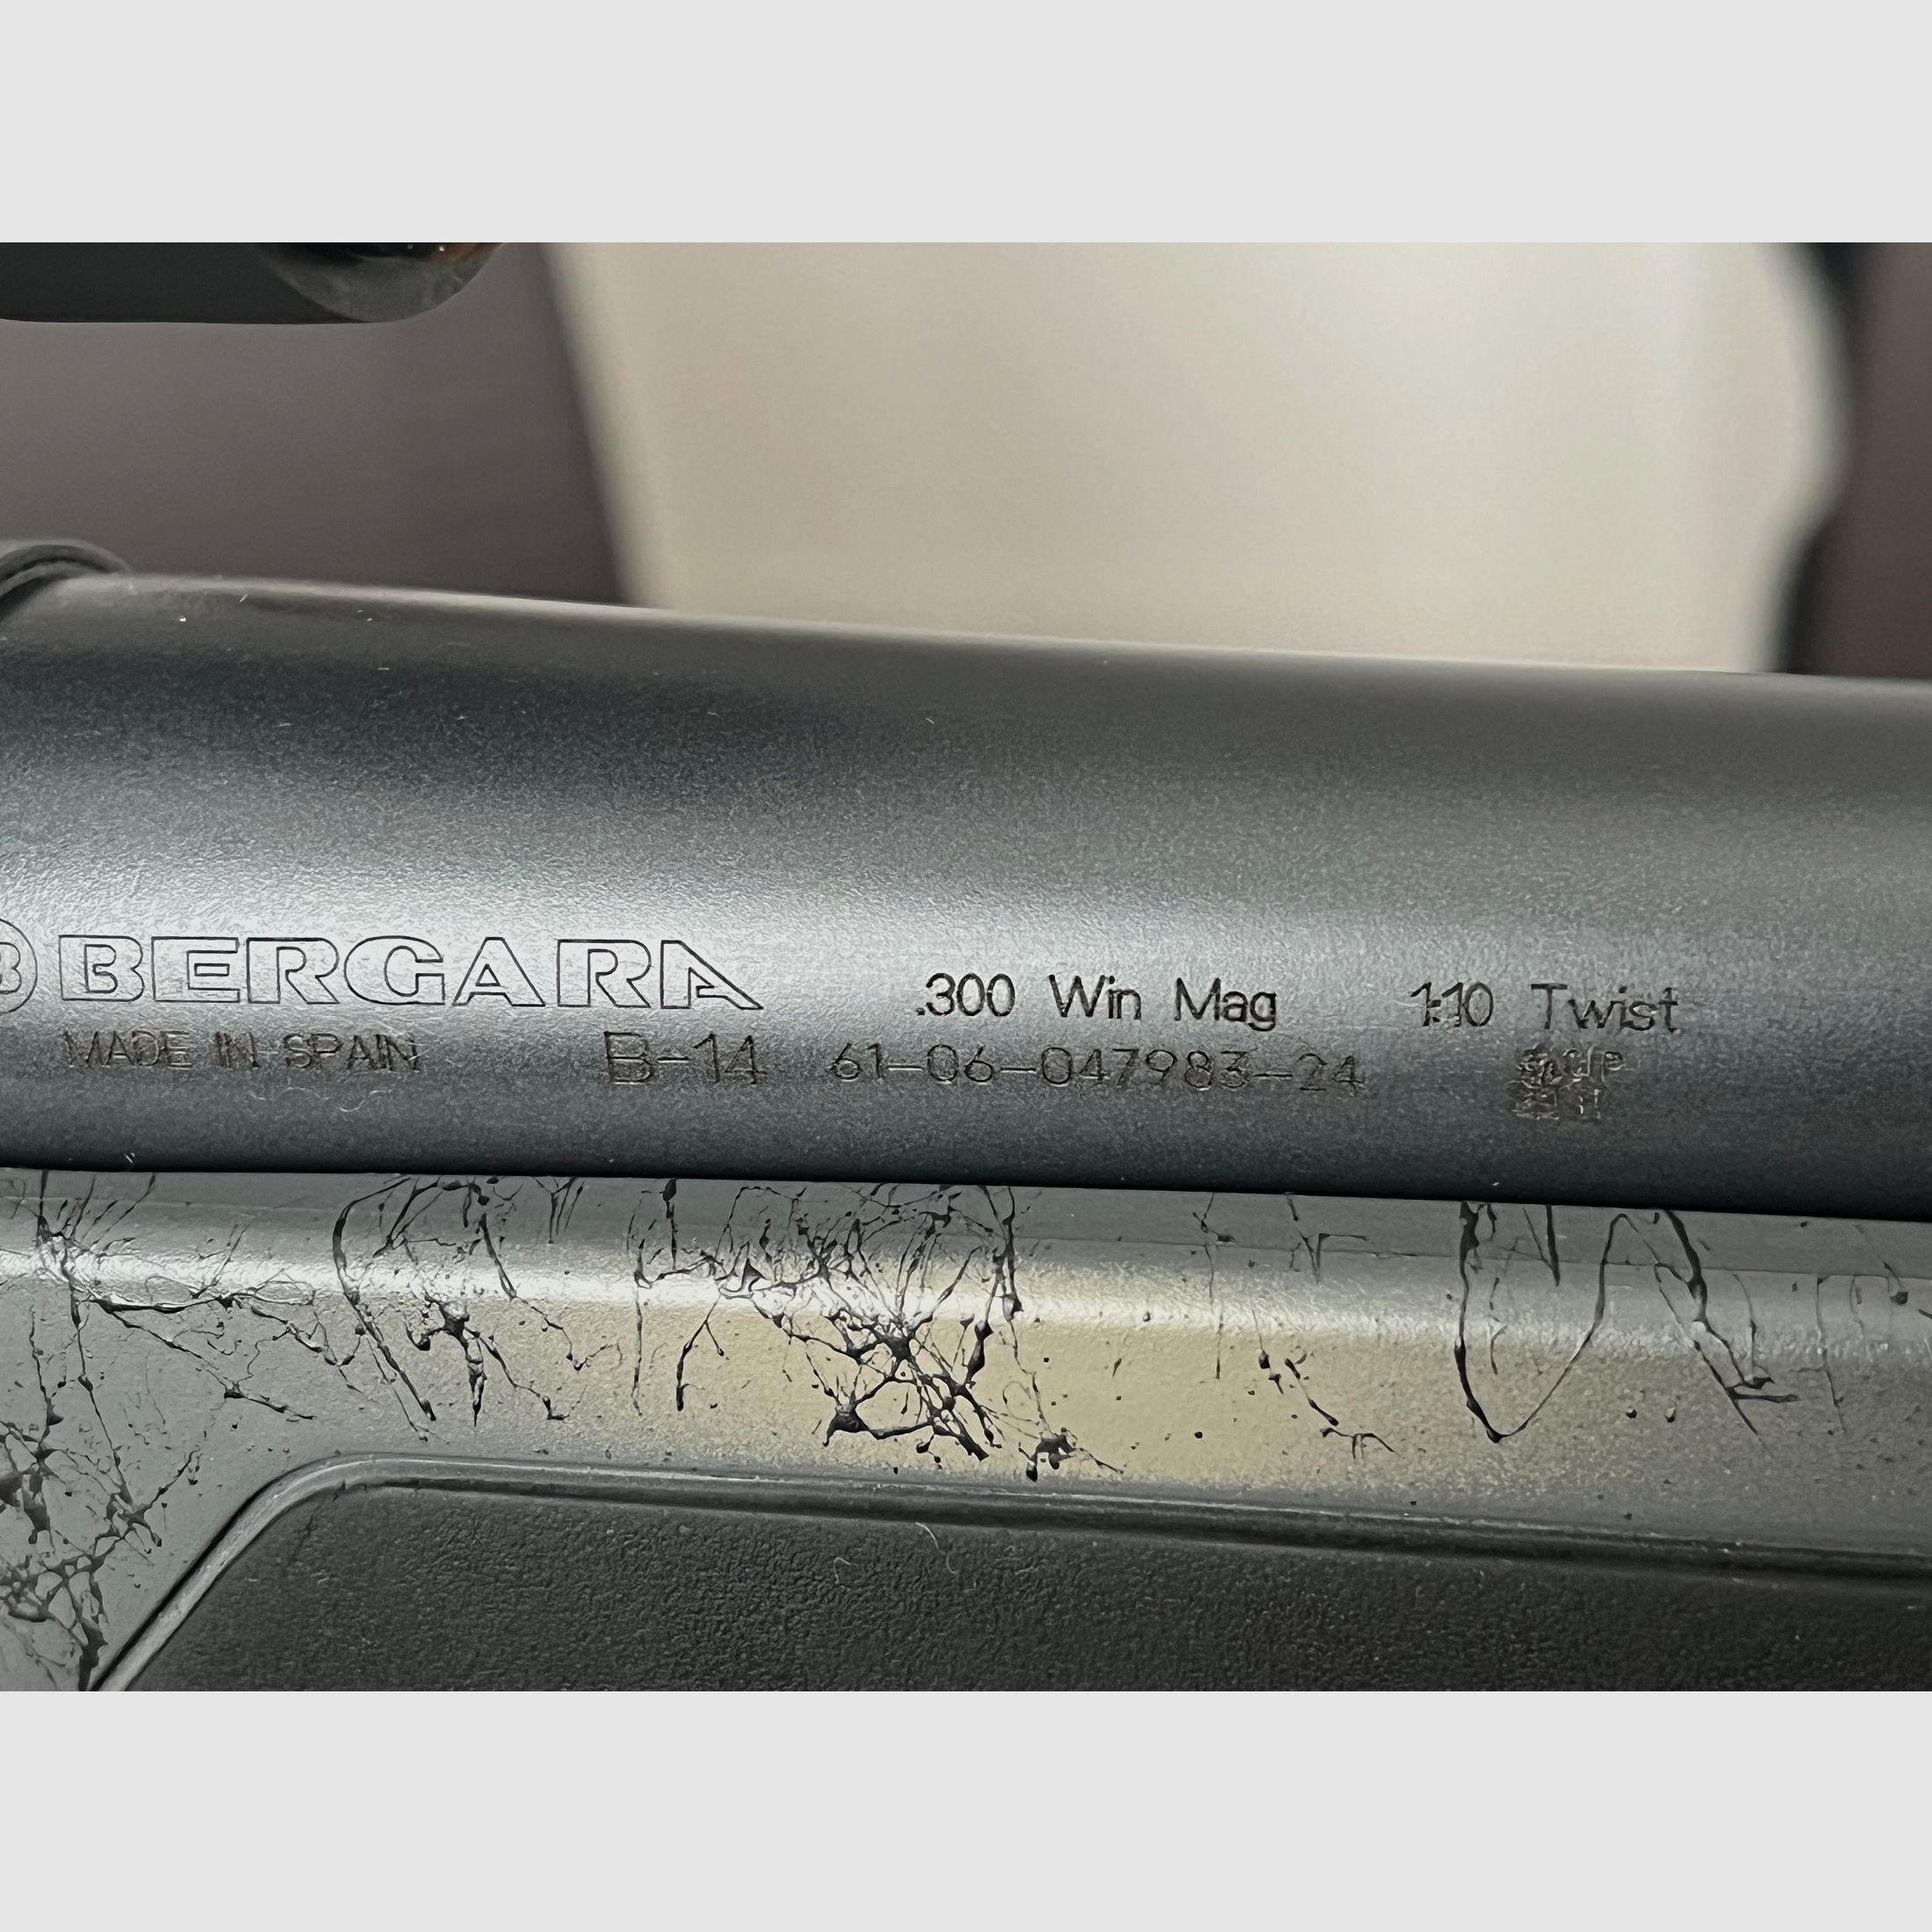 B BERGARA .300 Win Mag 1:10 Twist
MADE IN SPAIN B-14 61-06-047983-24